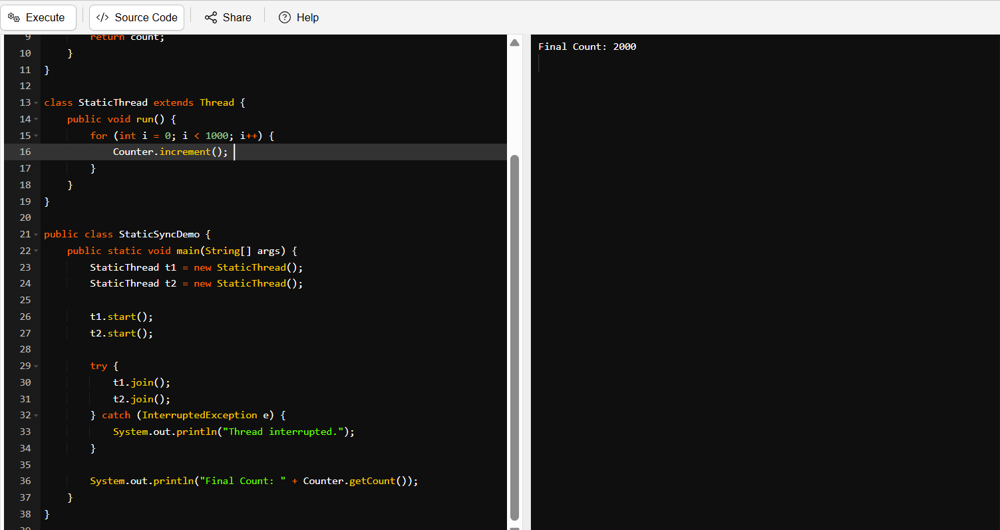 Execute
</> Source Code
Share
? Help
9 return count;
10 }
11 }
12
13 class StaticThread extends Thread {
14 public void run() {
15 for (int i = 0; i < 1000; i++) {
16 Counter.increment();
17 }
18 }
19 }
20
21 public class StaticSyncDemo {
22 public static void main(String[] args) {
23 StaticThread t1 = new StaticThread();
24 StaticThread t2 = new StaticThread();
25
26 t1.start();
27 t2.start();
28
29 try {
30 t1.join();
31 t2.join();
32 } catch (InterruptedException e) {
33 System.out.println("Thread interrupted.");
34 }
35
36 System.out.println("Final Count: " + Counter.getCount());
37 }
38 }
39
Final Count: 2000